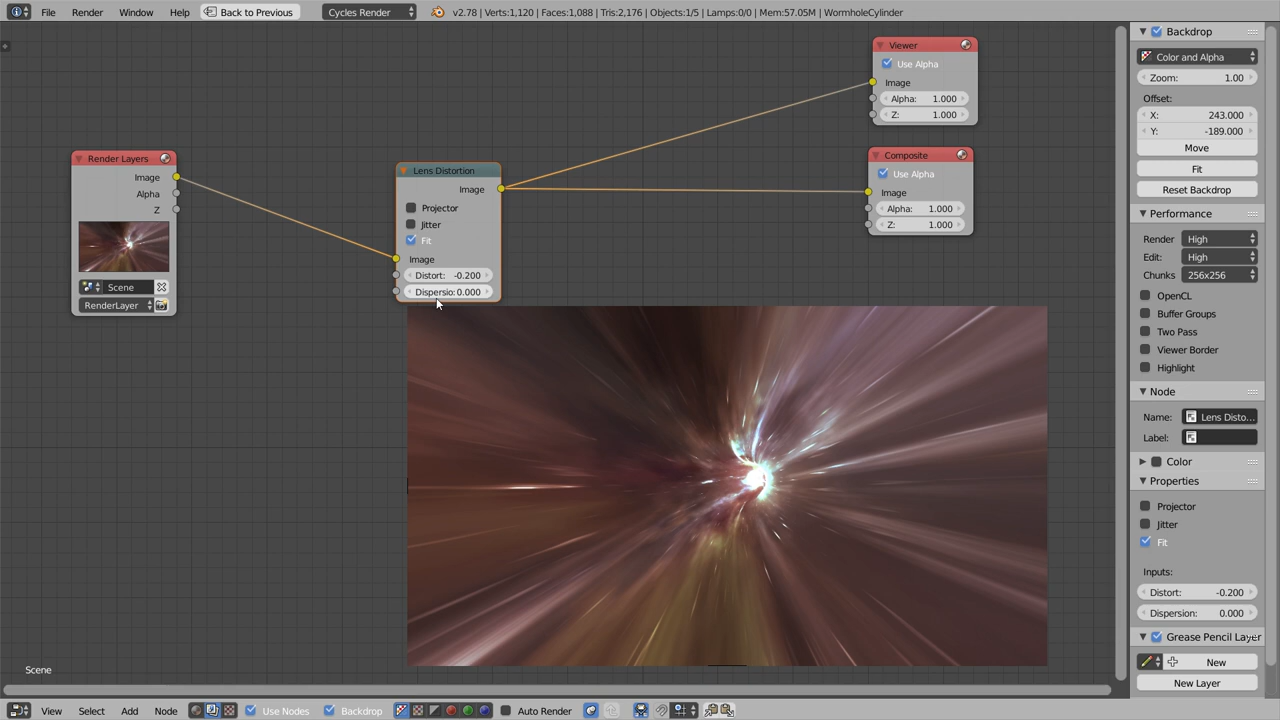 File Render Window Help Back to Previous Cycles Render v2.78 | Verts:1,120 | Faces:1,088 | Tris:2,176 | Objects:1/5 | Lamps:0/0 | Mem:57.05M | WormholeCylinder
Render Layers
Image
Alpha
Z
Scene
RenderLayer
Lens Distortion
Image
Projector
Jitter
Fit
Image
Distort: -0.200
Dispersio: 0.000
Viewer
Use Alpha
Image
Alpha: 1.000
Z: 1.000
Composite
Use Alpha
Image
Alpha: 1.000
Z: 1.000
Backdrop
Color and Alpha
Zoom: 1.00
Offset:
X: 243.000
Y: -189.000
Move
Fit
Reset Backdrop
Performance
Render High
Edit: High
Chunks 256x256
OpenCL
Buffer Groups
Two Pass
Viewer Border
Highlight
Node
Name: Lens Disto...
Label:
Color
Properties
Projector
Jitter
Fit
Inputs:
Distort: -0.200
Dispersion: 0.000
Grease Pencil Layer
New
New Layer
Scene
View Select Add Node Use Nodes Backdrop Auto Render